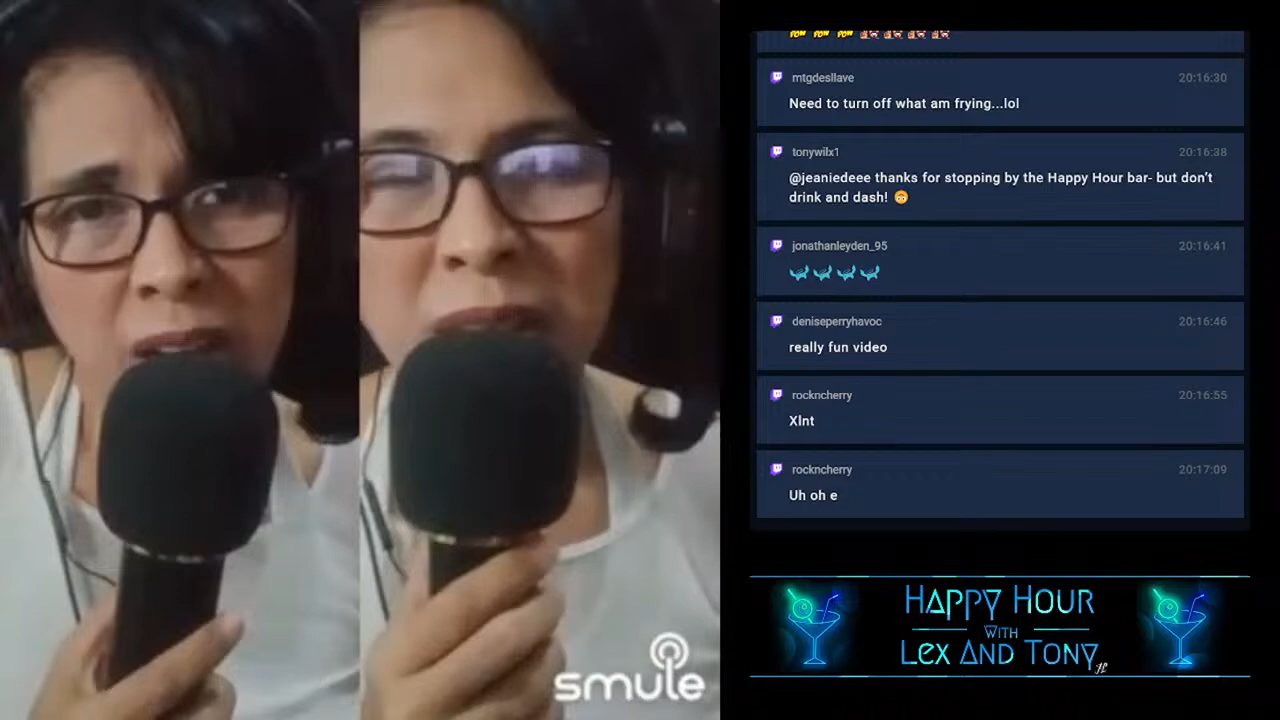 POW POW POW
mtgdesllave 20:16:30
Need to turn off what am frying...lol
tonywilx1 20:16:38
@jeaniedeee thanks for stopping by the Happy Hour bar- but don't
drink and dash!
jonathanleyden_95 20:16:41
deniseperryhavoc 20:16:46
really fun video
rockncherry 20:16:55
Xlnt
rockncherry 20:17:09
Uh oh e
smule
HAPPY HOUR
WITH
LEX AND TONY